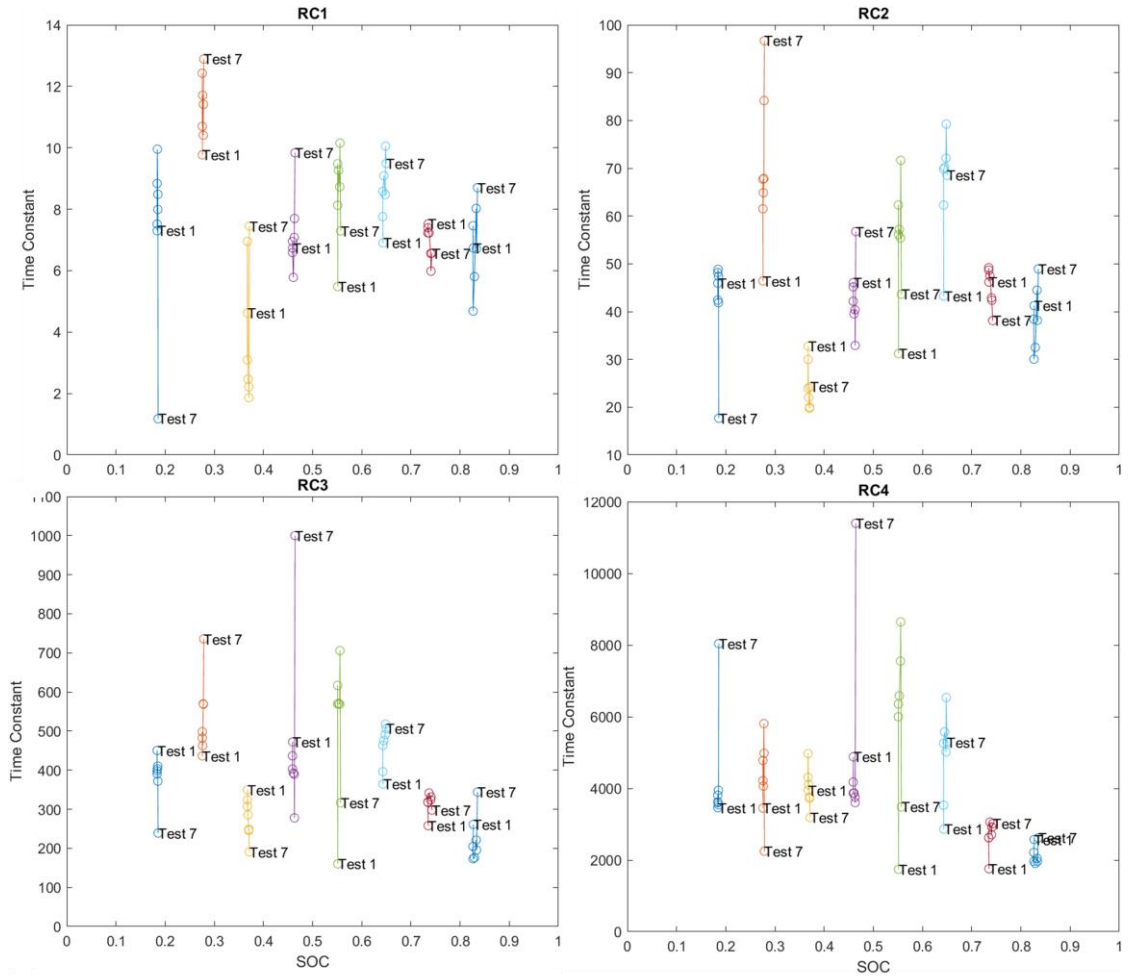 RC1
14
12
10
8
6
4
2
0
Time Constant
0 0.1 0.2 0.3 0.4 0.5 0.6 0.7 0.8 0.9 1
Test 7
Test 1
Test 7
Test 7
Test 7
Test 1
Test 1
Test 1
Test 1
Test 7
Test 7
Test 1
Test 1
Test 7
Test 1
Test 7
RC2
100
90
80
70
60
50
40
30
20
10
Time Constant
0 0.1 0.2 0.3 0.4 0.5 0.6 0.7 0.8 0.9 1
Test 7
Test 7
Test 7
Test 7
Test 1
Test 1
Test 1
Test 1
Test 7
Test 1
Test 1
Test 7
Test 1
Test 1
Test 7
Test 7
RC3
1000
900
800
700
600
500
400
300
200
100
0
Time Constant
0 0.1 0.2 0.3 0.4 0.5 0.6 0.7 0.8 0.9 1
SOC
Test 7
Test 7
Test 7
Test 1
Test 1
Test 1
Test 1
Test 1
Test 7
Test 7
Test 7
Test 1
Test 1
Test 7
Test 7
Test 1
RC4
12000
10000
8000
6000
4000
2000
0
Time Constant
0 0.1 0.2 0.3 0.4 0.5 0.6 0.7 0.8 0.9 1
SOC
Test 7
Test 7
Test 7
Test 1
Test 1
Test 1
Test 1
Test 7
Test 7
Test 7
Test 1
Test 7
Test 1
Test 7
Test 1
Test 1